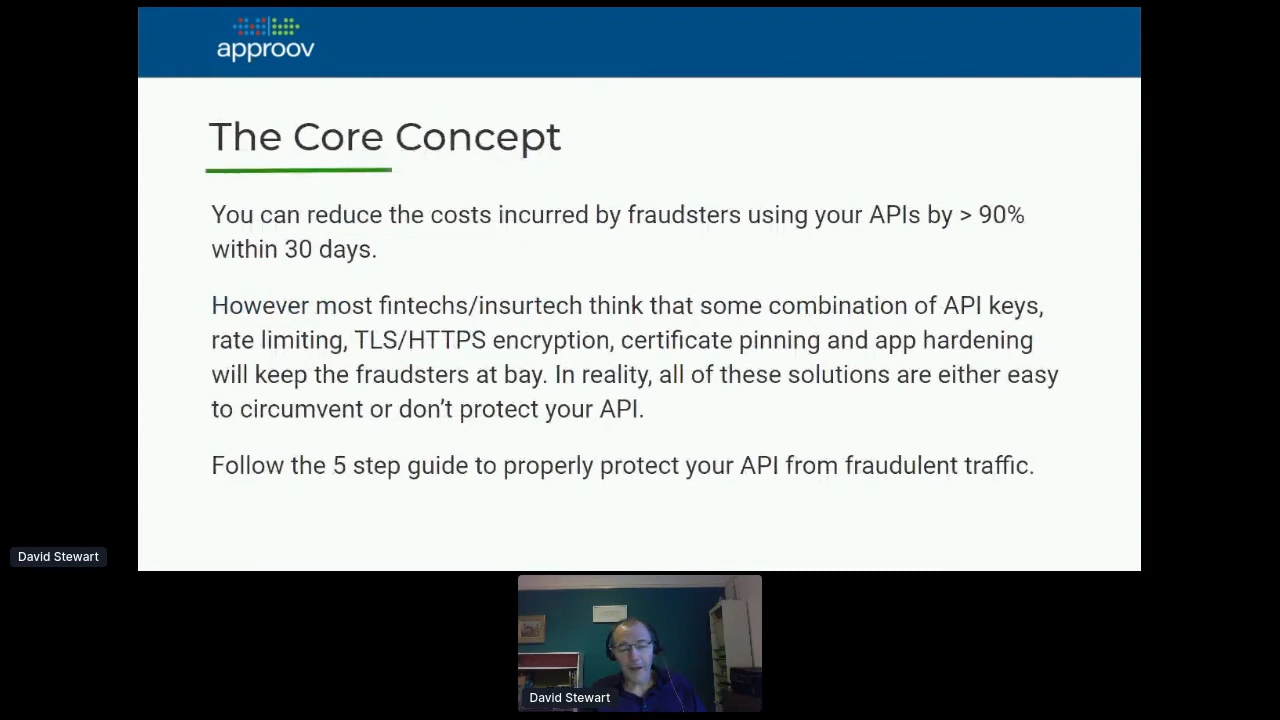 approov
The Core Concept
You can reduce the costs incurred by fraudsters using your APIs by > 90%
within 30 days.
However most fintechs/insurtech think that some combination of API keys,
rate limiting, TLS/HTTPS encryption, certificate pinning and app hardening
will keep the fraudsters at bay. In reality, all of these solutions are either easy
to circumvent or don’t protect your API.
Follow the 5 step guide to properly protect your API from fraudulent traffic.
David Stewart
David Stewart